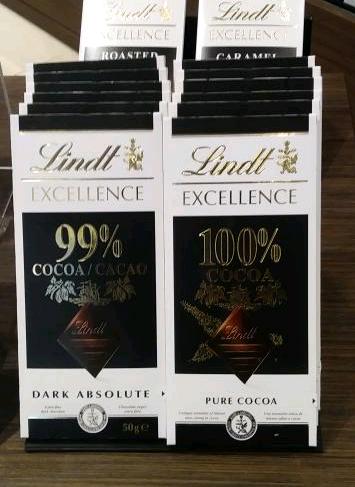 Lindt
EXCELLENCE
ROASTED
Lindt
EXCELLENCE
CARAMEL
Lindt
EXCELLENCE
99%
COCOA/CACAO
Lindt
DARK ABSOLUTE
50g e
Lindt
EXCELLENCE
100%
COCOA
Lindt
PURE COCOA